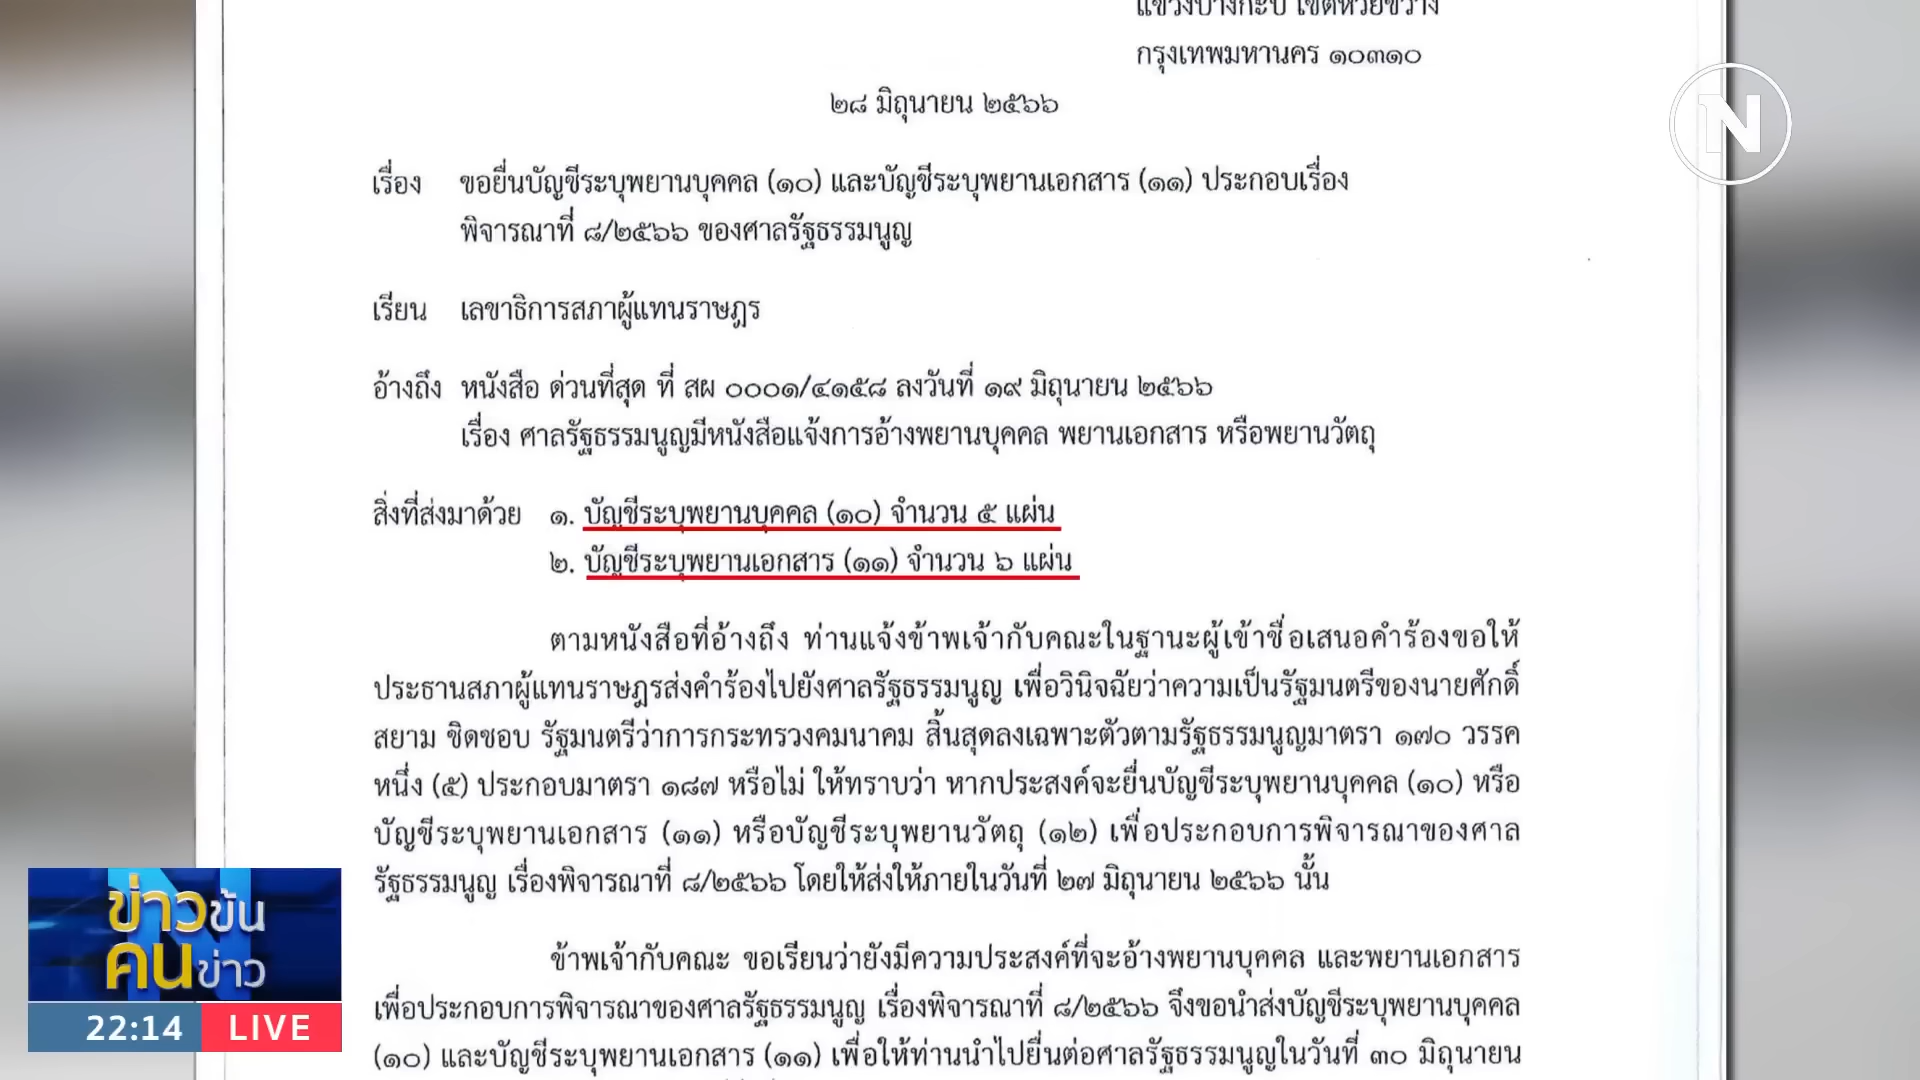 แขวงบางกะปิ เขตห้วยขวาง
กรุงเทพมหานคร ๑๐๓๑๐
๒๘ มิถุนายน ๒๕๖๖
N
เรื่อง ขอยื่นบัญชีระบุพยานบุคคล (๑๐) และบัญชีระบุพยานเอกสาร (๑๑) ประกอบเรื่อง
พิจารณาที่ ๘/๒๕๖๖ ของศาลรัฐธรรมนูญ
เรียน เลขาธิการสภาผู้แทนราษฎร
อ้างถึง หนังสือ ด่วนที่สุด ที่ สผ ๐๐๐๑/๔๑๕๘ ลงวันที่ ๑๙ มิถุนายน ๒๕๖๖
เรื่อง ศาลรัฐธรรมนูญมีหนังสือแจ้งการอ้างพยานบุคคล พยานเอกสาร หรือพยานวัตถุ
สิ่งที่ส่งมาด้วย ๑. บัญชีระบุพยานบุคคล (๑๐) จำนวน ๕ แผ่น
๒. บัญชีระบุพยานเอกสาร (๑๑) จำนวน ๖ แผ่น
ตามหนังสือที่อ้างถึง ท่านแจ้งข้าพเจ้ากับคณะในฐานะผู้เข้าชื่อเสนอคำร้องขอให้
ประธานสภาผู้แทนราษฎรส่งคำร้องไปยังศาลรัฐธรรมนูญ เพื่อวินิจฉัยว่าความเป็นรัฐมนตรีของนายศักดิ์
สยาม ชิดชอบ รัฐมนตรีว่าการกระทรวงคมนาคม สิ้นสุดลงเฉพาะตัวตามรัฐธรรมนูญมาตรา ๑๗๐ วรรค
หนึ่ง (๕) ประกอบมาตรา ๑๘๗ หรือไม่ ให้ทราบว่า หากประสงค์จะยื่นบัญชีระบุพยานบุคคล (๑๐) หรือ
บัญชีระบุพยานเอกสาร (๑๑) หรือบัญชีระบุพยานวัตถุ (๑๒) เพื่อประกอบการพิจารณาของศาล
รัฐธรรมนูญ เรื่องพิจารณาที่ ๘/๒๕๖๖ โดยให้ส่งให้ภายในวันที่ ๒๗ มิถุนายน ๒๕๖๖ นั้น
ข้าพเจ้ากับคณะ ขอเรียนว่ายังมีความประสงค์ที่จะอ้างพยานบุคคล และพยานเอกสาร
เพื่อประกอบการพิจารณาของศาลรัฐธรรมนูญ เรื่องพิจารณาที่ ๘/๒๕๖๖ จึงขอนำส่งบัญชีระบุพยานบุคคล
(๑๐) และบัญชีระบุพยานเอกสาร (๑๑) เพื่อให้ท่านนำไปยื่นต่อศาลรัฐธรรมนูญในวันที่ ๓๐ มิถุนายน
ข่าวข้น
คนข่าว
22:14 LIVE